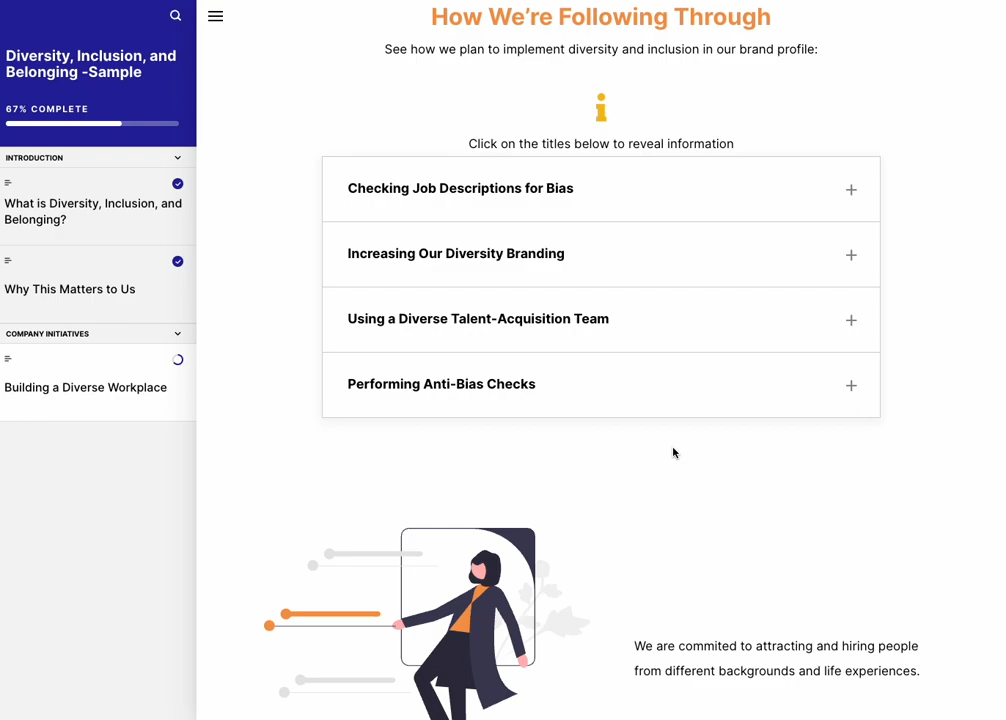 Diversity, Inclusion, and
Belonging -Sample
67% COMPLETE
INTRODUCTION
What is Diversity, Inclusion, and
Belonging?
Why This Matters to Us
COMPANY INITIATIVES
Building a Diverse Workplace
How We’re Following Through
See how we plan to implement diversity and inclusion in our brand profile:
Click on the titles below to reveal information
Checking Job Descriptions for Bias
Increasing Our Diversity Branding
Using a Diverse Talent-Acquisition Team
Performing Anti-Bias Checks
We are commited to attracting and hiring people
from different backgrounds and life experiences.